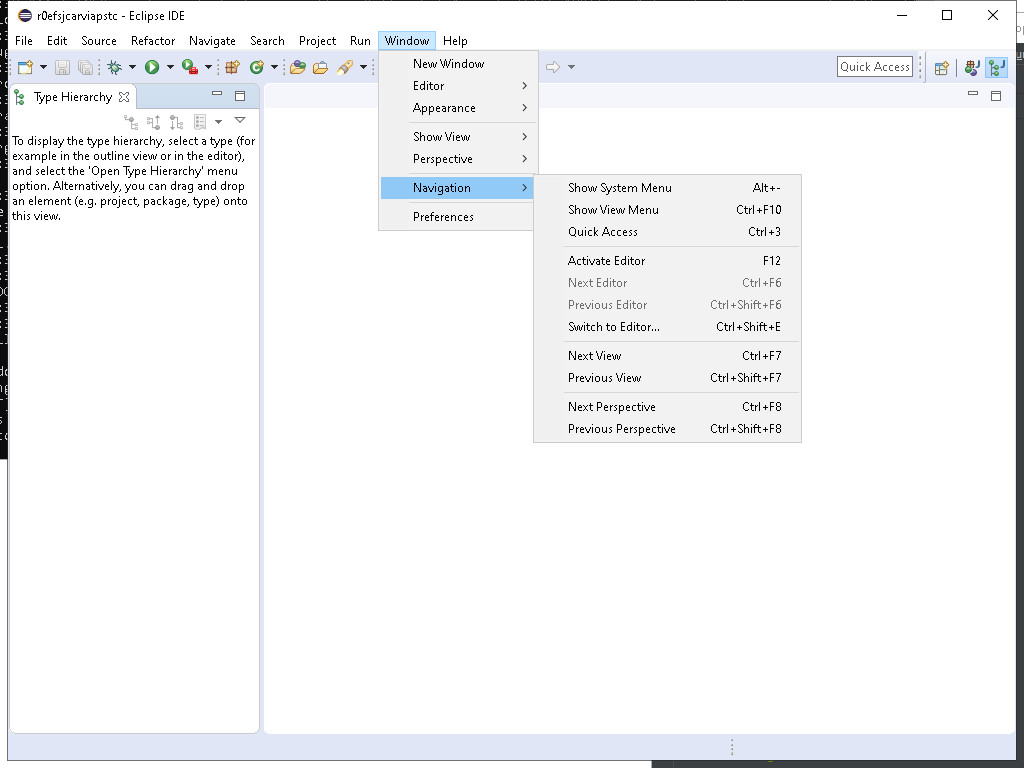 r0efsjcarviapstc - Eclipse IDE
File Edit Source Refactor Navigate Search Project Run Window Help
Quick Access
Type Hierarchy
To display the type hierarchy, select a type (for
example in the outline view or in the editor),
and select the 'Open Type Hierarchy' menu
option. Alternatively, you can drag and drop
an element (e.g. project, package, type) onto
this view.
New Window
Editor
Appearance
Show View
Perspective
Navigation
Preferences
Show System Menu Alt+-
Show View Menu Ctrl+F10
Quick Access Ctrl+3
Activate Editor F12
Next Editor Ctrl+F6
Previous Editor Ctrl+Shift+F6
Switch to Editor... Ctrl+Shift+E
Next View Ctrl+F7
Previous View Ctrl+Shift+F7
Next Perspective Ctrl+F8
Previous Perspective Ctrl+Shift+F8